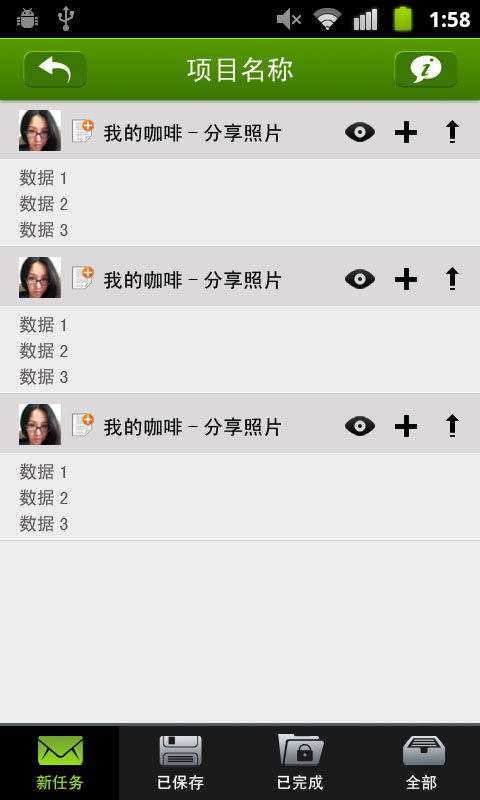 1:58
项目名称
我的咖啡 – 分享照片
数据 1
数据 2
数据 3
我的咖啡 – 分享照片
数据 1
数据 2
数据 3
我的咖啡 – 分享照片
数据 1
数据 2
数据 3
新任务 已保存 已完成 全部